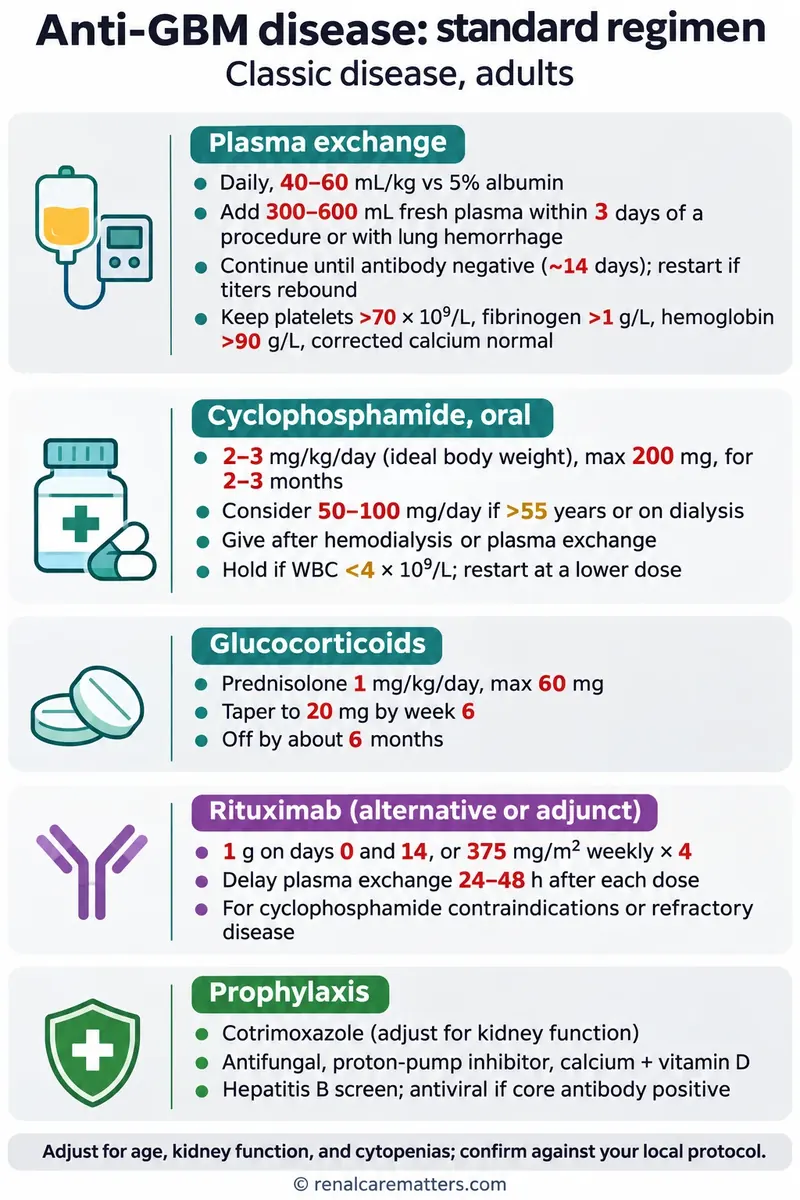 Anti-GBM disease: standard regimen
Classic disease, adults
Plasma exchange
Daily, 40–60 mL/kg vs 5% albumin
Add 300–600 mL fresh plasma within 3 days of a
procedure or with lung hemorrhage
Continue until antibody negative (~14 days); restart if
titers rebound
Keep platelets >70 × 10⁹/L, fibrinogen >1 g/L, hemoglobin
>90 g/L, corrected calcium normal
Cyclophosphamide, oral
2–3 mg/kg/day (ideal body weight), max 200 mg, for
2–3 months
Consider 50–100 mg/day if >55 years or on dialysis
Give after hemodialysis or plasma exchange
Hold if WBC <4 × 10⁹/L; restart at a lower dose
Glucocorticoids
Prednisolone 1 mg/kg/day, max 60 mg
Taper to 20 mg by week 6
Off by about 6 months
Rituximab (alternative or adjunct)
1 g on days 0 and 14, or 375 mg/m² weekly × 4
Delay plasma exchange 24–48 h after each dose
For cyclophosphamide contraindications or refractory
disease
Prophylaxis
Cotrimoxazole (adjust for kidney function)
Antifungal, proton-pump inhibitor, calcium + vitamin D
Hepatitis B screen; antiviral if core antibody positive
Adjust for age, kidney function, and cytopenias; confirm against your local protocol.
© renalcarematters.com